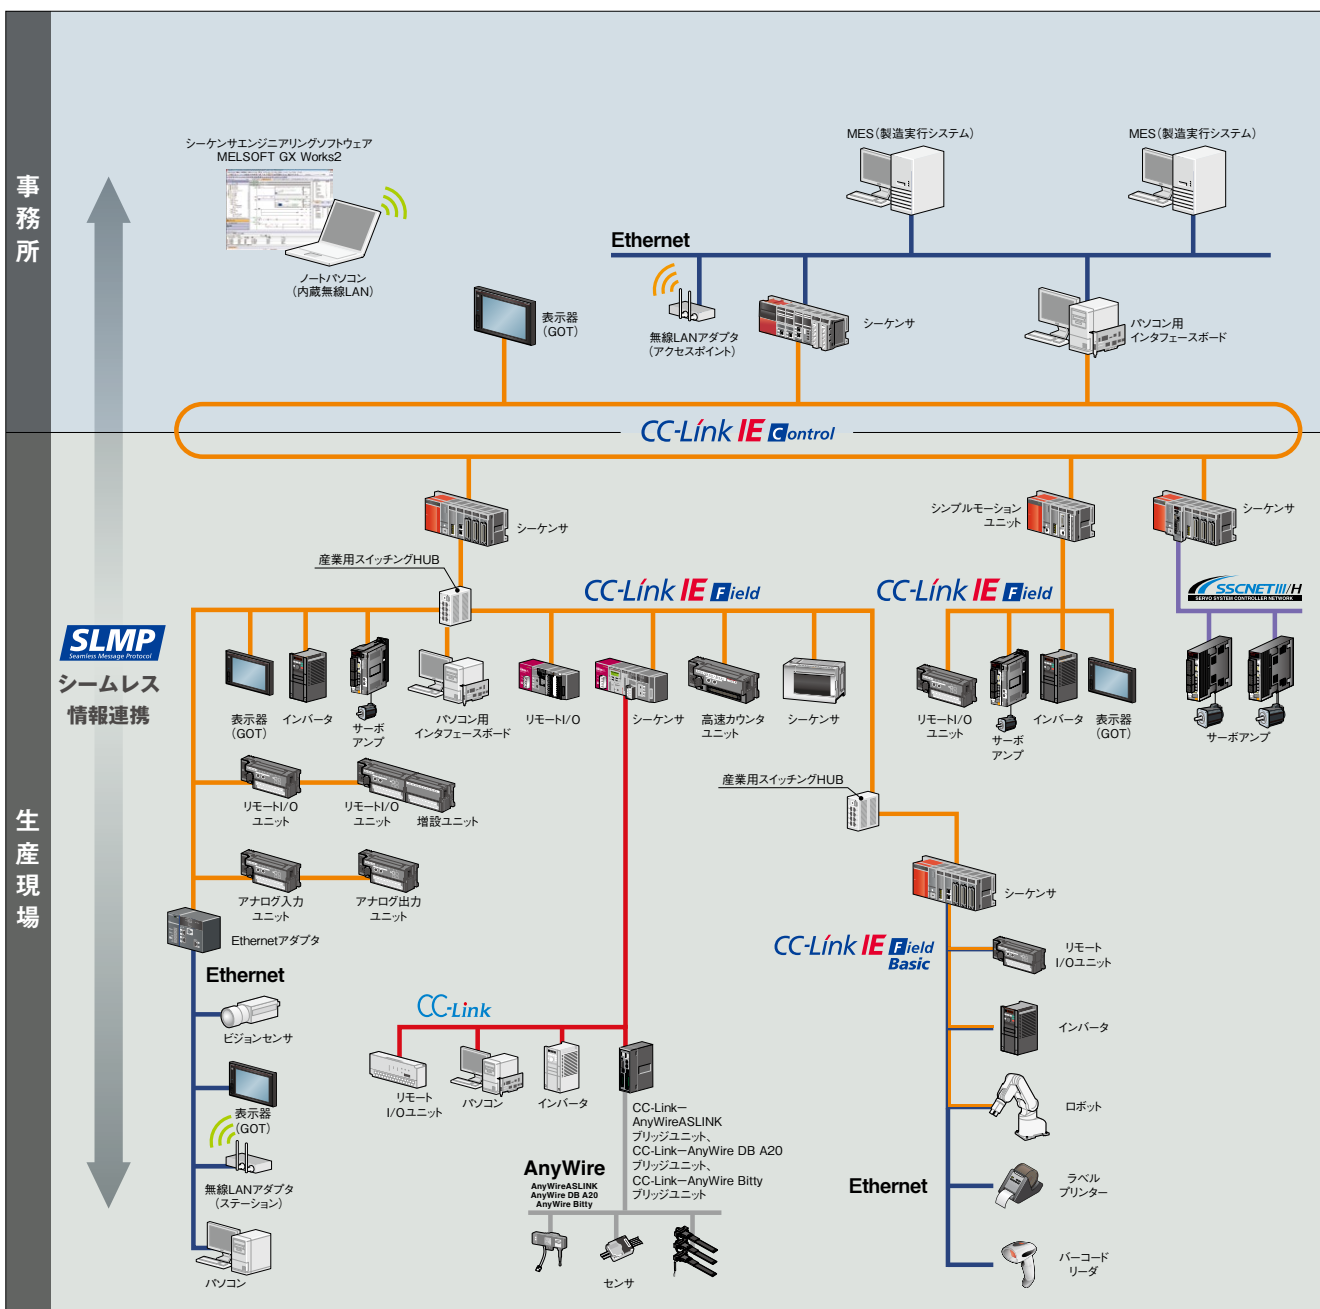 事務所
シーケンサエンジニアリングソフトウェア
MELSOFT GX Works2
ノートパソコン
(内蔵無線LAN)
MES(製造実行システム)
MES(製造実行システム)
Ethernet
表示器
(GOT)
無線LANアダプタ
(アクセスポイント)
シーケンサ
パソコン用
インタフェースボード
CC-Link IE Control
シーケンサ
シンプルモーション
ユニット
シーケンサ
産業用スイッチングHUB
CC-Link IE Field
CC-Link IE Field
SSCNETIII/H
SERVO SYSTEM CONTROLLER NETWORK
SLMP
Seamless Message Protocol
シームレス
情報連携
表示器
(GOT)
インバータ
サーボ
アンプ
パソコン用
インタフェースボード
リモートI/O
シーケンサ
高速カウンタ
ユニット
シーケンサ
リモートI/O
ユニット
サーボ
アンプ
インバータ
表示器
(GOT)
サーボアンプ
産業用スイッチングHUB
生産現場
リモートI/O
ユニット
リモートI/O
ユニット
増設ユニット
アナログ入力
ユニット
アナログ出力
ユニット
シーケンサ
Ethernetアダプタ
CC-Link IE Field
Basic
リモート
I/Oユニット
Ethernet
ビジョンセンサ
CC-Link
インバータ
リモート
I/Oユニット
パソコン
インバータ
CC-Link−
AnyWireASLINK
ブリッジユニット、
CC-Link−AnyWire DB A20
ブリッジユニット、
CC-Link−AnyWire Bitty
ブリッジユニット
ロボット
表示器
(GOT)
無線LANアダプタ
(ステーション)
AnyWire
AnyWireASLINK
AnyWire DB A20
AnyWire Bitty
Ethernet
ラベル
プリンター
パソコン
センサ
バーコード
リーダ